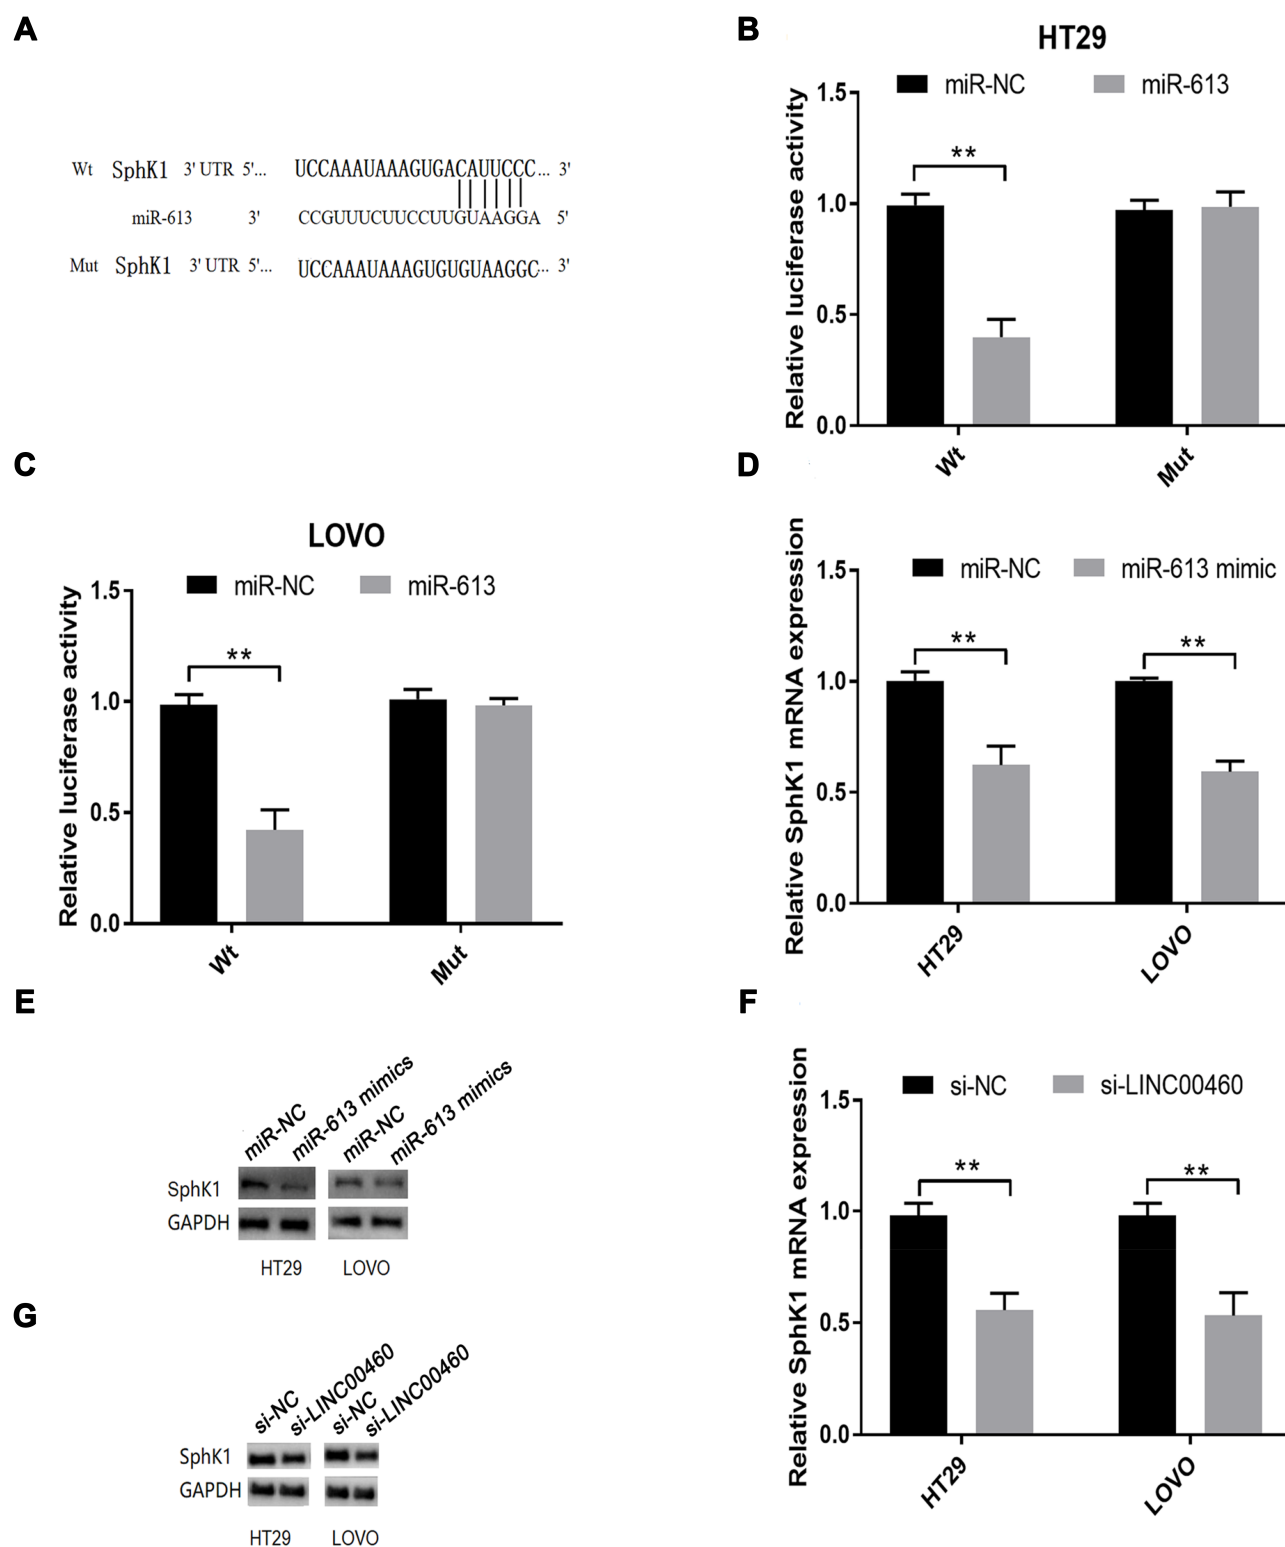 A
Wt SphK1 3' UTR 5'... UCCAAAUAAAGUGACAUUCCC... 3'
miR-613 3' CCGUUUCUUCCUUGUAAGGA 5'
Mut SphK1 3' UTR 5'... UCCAAAUAAAGUGUGUAAGGC... 3'
B
HT29
miR-NC miR-613
Relative luciferase activity
1.5
1.0
0.5
0.0
**
Wt Mut
C
LOVO
miR-NC miR-613
Relative luciferase activity
1.5
1.0
0.5
0.0
**
Wt Mut
D
miR-NC miR-613 mimic
Relative SphK1 mRNA expression
1.5
1.0
0.5
0.0
** **
HT29 LOVO
E
miR-NC miR-613 mimics miR-NC miR-613 mimics
SphK1
GAPDH
HT29 LOVO
F
si-NC si-LINC00460
Relative SphK1 mRNA expression
1.5
1.0
0.5
0.0
** **
HT29 LOVO
G
si-NC si-LINC00460 si-NC si-LINC00460
SphK1
GAPDH
HT29 LOVO